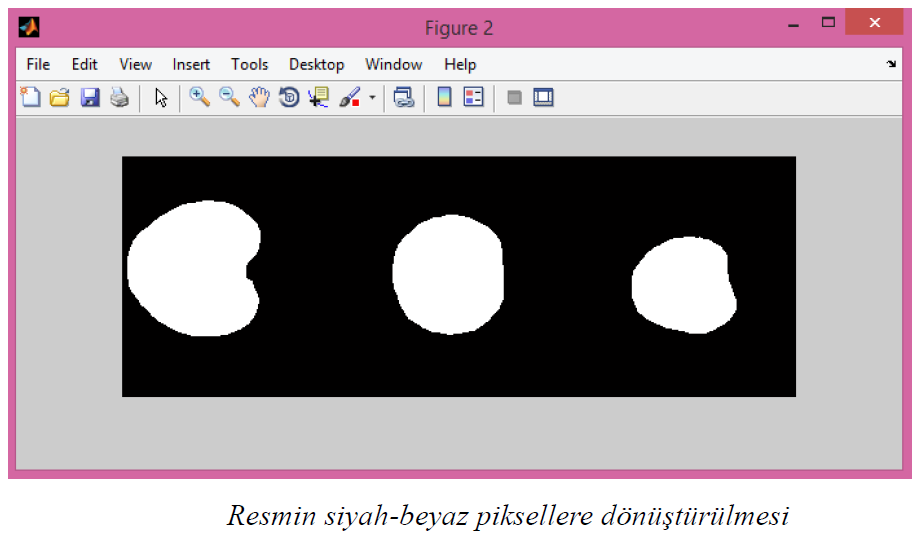 Figure 2
File Edit View Insert Tools Desktop Window Help
Resmin siyah-beyaz piksellere dönüştürülmesi